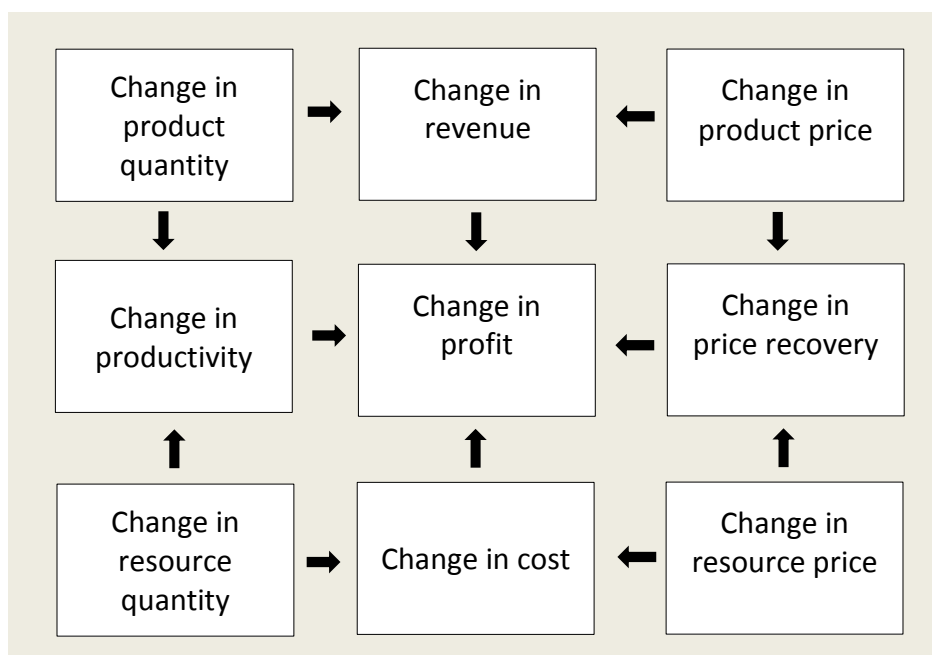 Change in
product
quantity
Change in
revenue
Change in
product price
Change in
productivity
Change in
profit
Change in
price recovery
Change in
resource
quantity
Change in cost
Change in
resource price